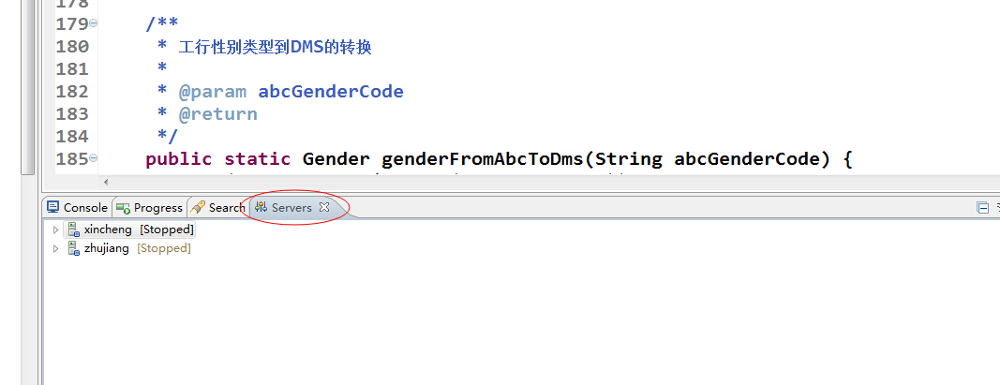 178
179 /**
180 * 工行性别类型到DMS的转换
181 *
182 * @param abcGenderCode
183 * @return
184 */
185 public static Gender genderFromAbcToDms(String abcGenderCode) {
Console Progress Search Servers
xincheng [Stopped]
zhujiang [Stopped]